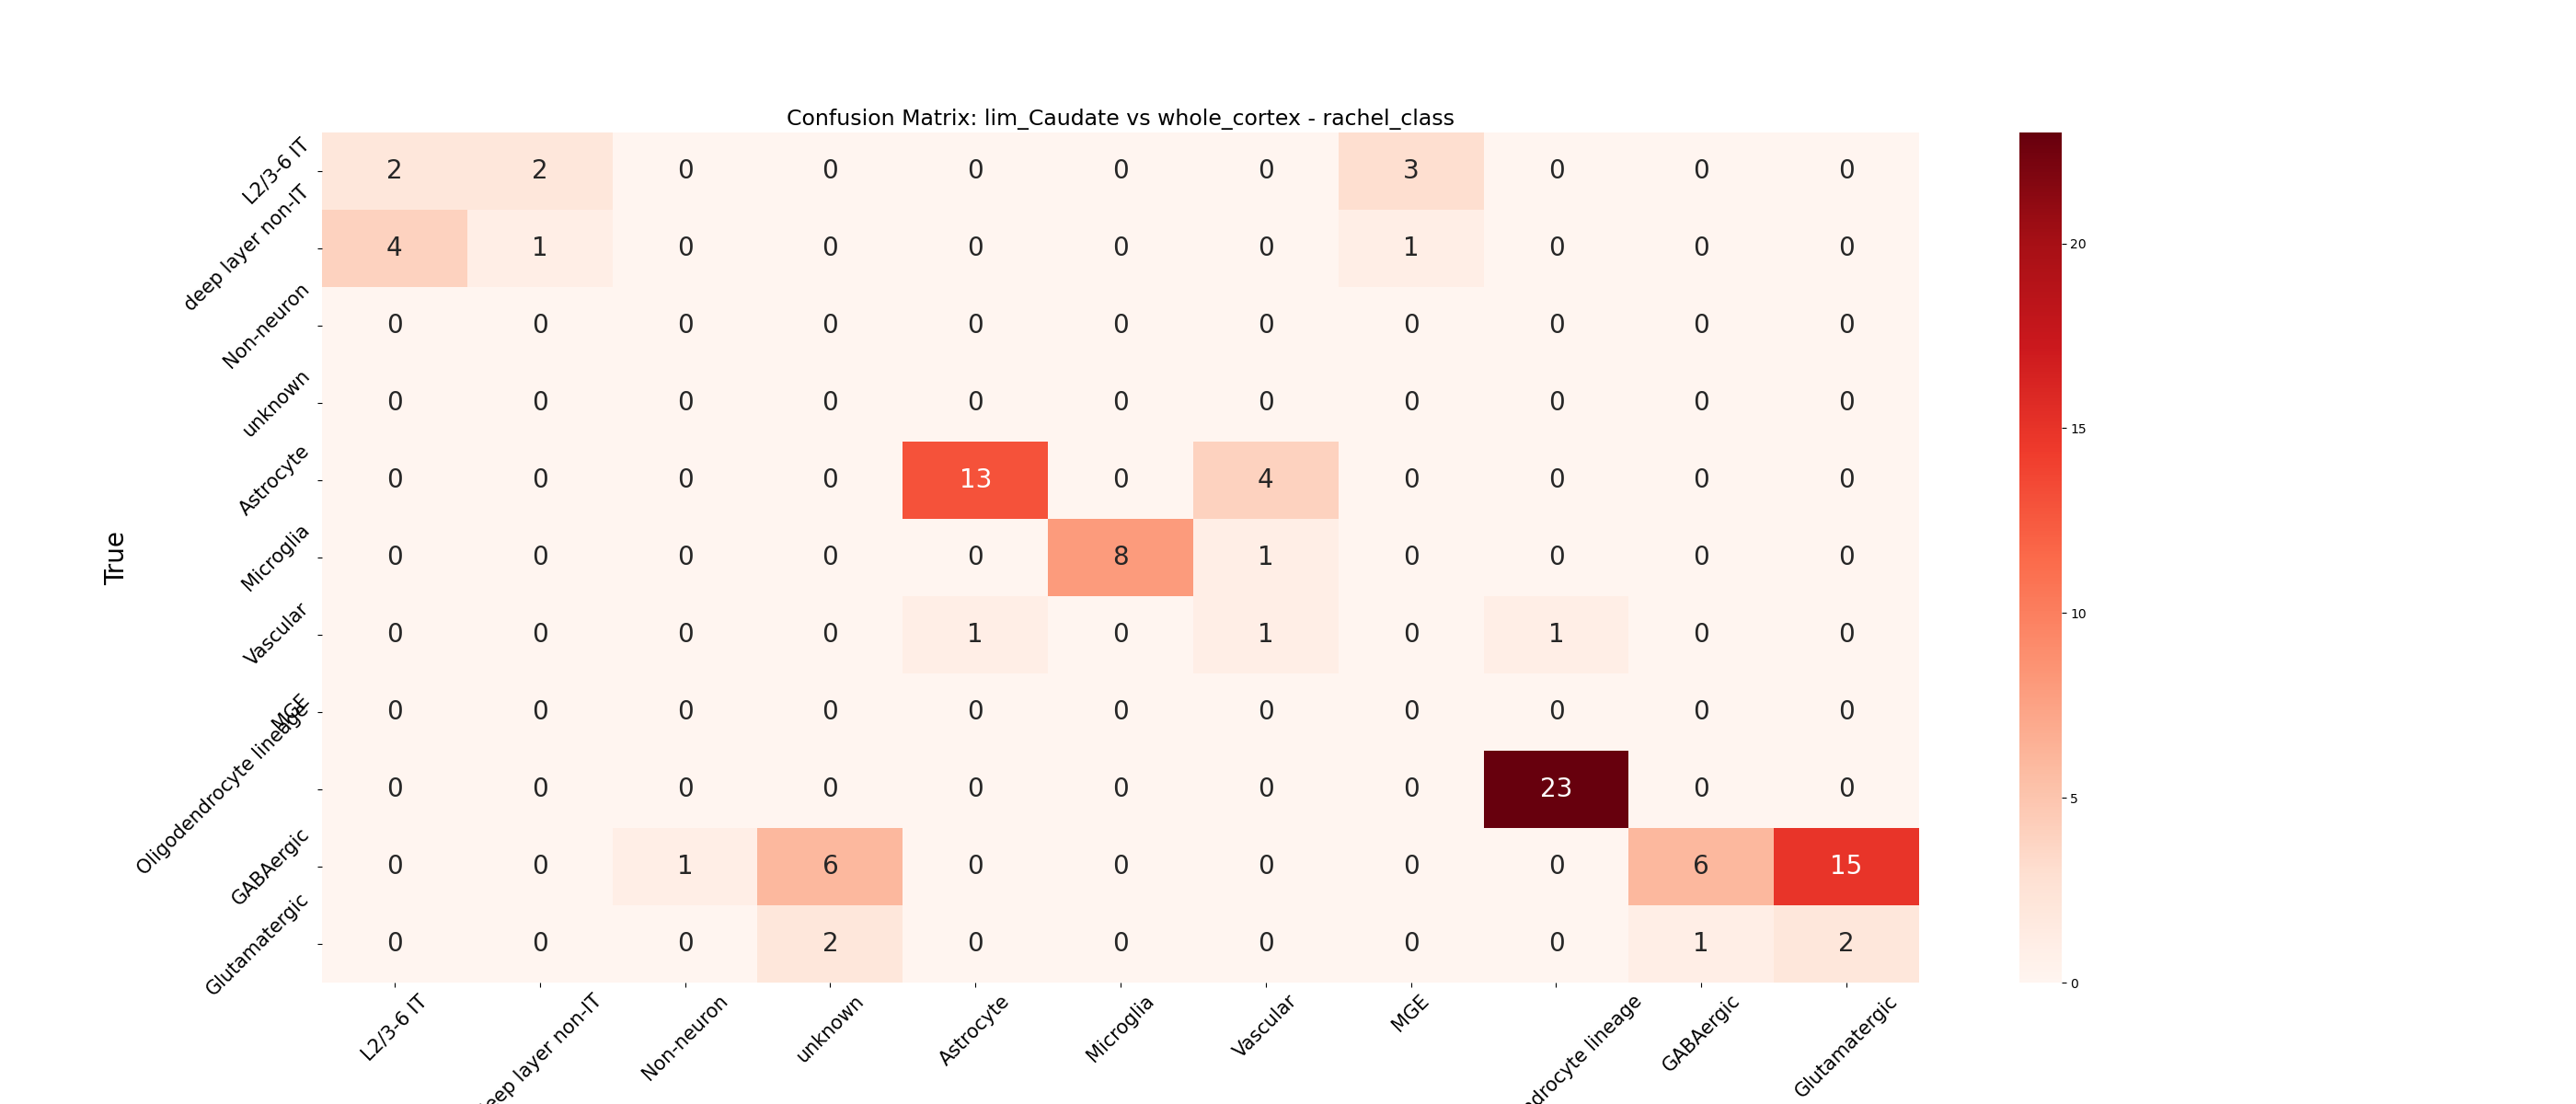 Confusion Matrix: lim_Caudate vs whole_cortex - rachel_class
True
L2/3-6 IT 2 2 0 0 0 0 0 3 0 0 0
deep layer non-IT 4 1 0 0 0 0 0 1 0 0 0
Non-neuron 0 0 0 0 0 0 0 0 0 0 0
unknown 0 0 0 0 0 0 0 0 0 0 0
Astrocyte 0 0 0 0 13 0 4 0 0 0 0
Microglia 0 0 0 0 0 8 1 0 0 0 0
Vascular 0 0 0 0 1 0 1 0 1 0 0
MGE 0 0 0 0 0 0 0 0 0 0 0
Oligodendrocyte lineage 0 0 0 0 0 0 0 0 23 0 0
GABAergic 0 0 1 6 0 0 0 0 0 6 15
Glutamatergic 0 0 0 2 0 0 0 0 0 1 2
L2/3-6 IT eep layer non-IT Non-neuron unknown Astrocyte Microglia Vascular MGE ndrocyte lineage GABAergic Glutamatergic
20
15
10
5
0